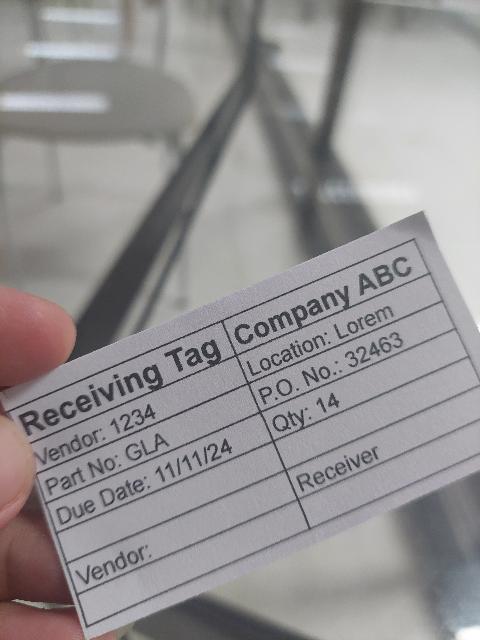 Receiving Tag Company ABC
Vendor: 1234 Location: Lorem
Part No: GLA P.O. No.: 32463
Due Date: 11/11/24 Qty: 14
Vendor: Receiver